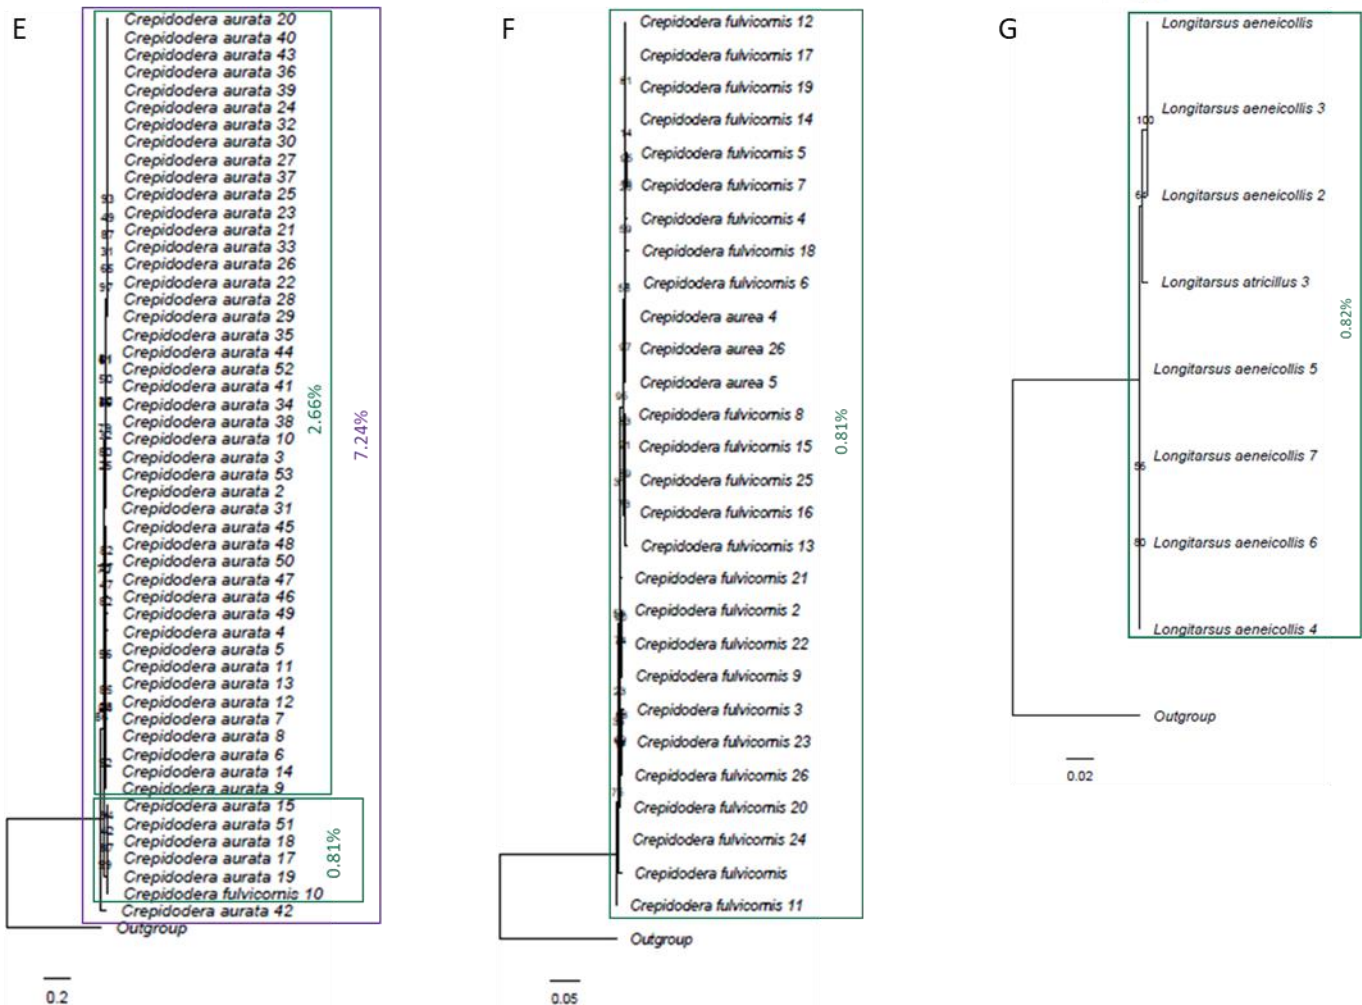 E
Crepidodera aurata 20
Crepidodera aurata 40
Crepidodera aurata 43
Crepidodera aurata 36
Crepidodera aurata 39
Crepidodera aurata 24
Crepidodera aurata 32
Crepidodera aurata 30
Crepidodera aurata 27
Crepidodera aurata 37
Crepidodera aurata 25
Crepidodera aurata 23
Crepidodera aurata 21
Crepidodera aurata 33
Crepidodera aurata 26
Crepidodera aurata 22
Crepidodera aurata 28
Crepidodera aurata 29
Crepidodera aurata 35
Crepidodera aurata 44
Crepidodera aurata 52
Crepidodera aurata 41
Crepidodera aurata 34
Crepidodera aurata 38
Crepidodera aurata 10
Crepidodera aurata 3
Crepidodera aurata 53
Crepidodera aurata 2
Crepidodera aurata 31
Crepidodera aurata 45
Crepidodera aurata 48
Crepidodera aurata 50
Crepidodera aurata 47
Crepidodera aurata 46
Crepidodera aurata 49
Crepidodera aurata 4
Crepidodera aurata 5
Crepidodera aurata 11
Crepidodera aurata 13
Crepidodera aurata 12
Crepidodera aurata 7
Crepidodera aurata 8
Crepidodera aurata 6
Crepidodera aurata 14
Crepidodera aurata 9
Crepidodera aurata 15
Crepidodera aurata 51
Crepidodera aurata 18
Crepidodera aurata 17
Crepidodera aurata 19
Crepidodera fulvicornis 10
Crepidodera aurata 42
Outgroup
2.66%
7.24%
0.81%
0.2
F
Crepidodera fulvicornis 12
Crepidodera fulvicornis 17
Crepidodera fulvicornis 19
Crepidodera fulvicornis 14
Crepidodera fulvicornis 5
Crepidodera fulvicornis 7
Crepidodera fulvicornis 4
Crepidodera fulvicornis 18
Crepidodera fulvicornis 6
Crepidodera aurea 4
Crepidodera aurea 26
Crepidodera aurea 5
Crepidodera fulvicornis 8
Crepidodera fulvicornis 15
Crepidodera fulvicornis 25
Crepidodera fulvicornis 16
Crepidodera fulvicornis 13
Crepidodera fulvicornis 21
Crepidodera fulvicornis 2
Crepidodera fulvicornis 22
Crepidodera fulvicornis 9
Crepidodera fulvicornis 3
Crepidodera fulvicornis 23
Crepidodera fulvicornis 26
Crepidodera fulvicornis 20
Crepidodera fulvicornis 24
Crepidodera fulvicornis
Crepidodera fulvicornis 11
Outgroup
0.81%
0.05
G
Longitarsus aeneicollis
Longitarsus aeneicollis 3
100
Longitarsus aeneicollis 2
Longitarsus atricillus 3
Longitarsus aeneicollis 5
Longitarsus aeneicollis 7
Longitarsus aeneicollis 6
Longitarsus aeneicollis 4
Outgroup
0.82%
0.02